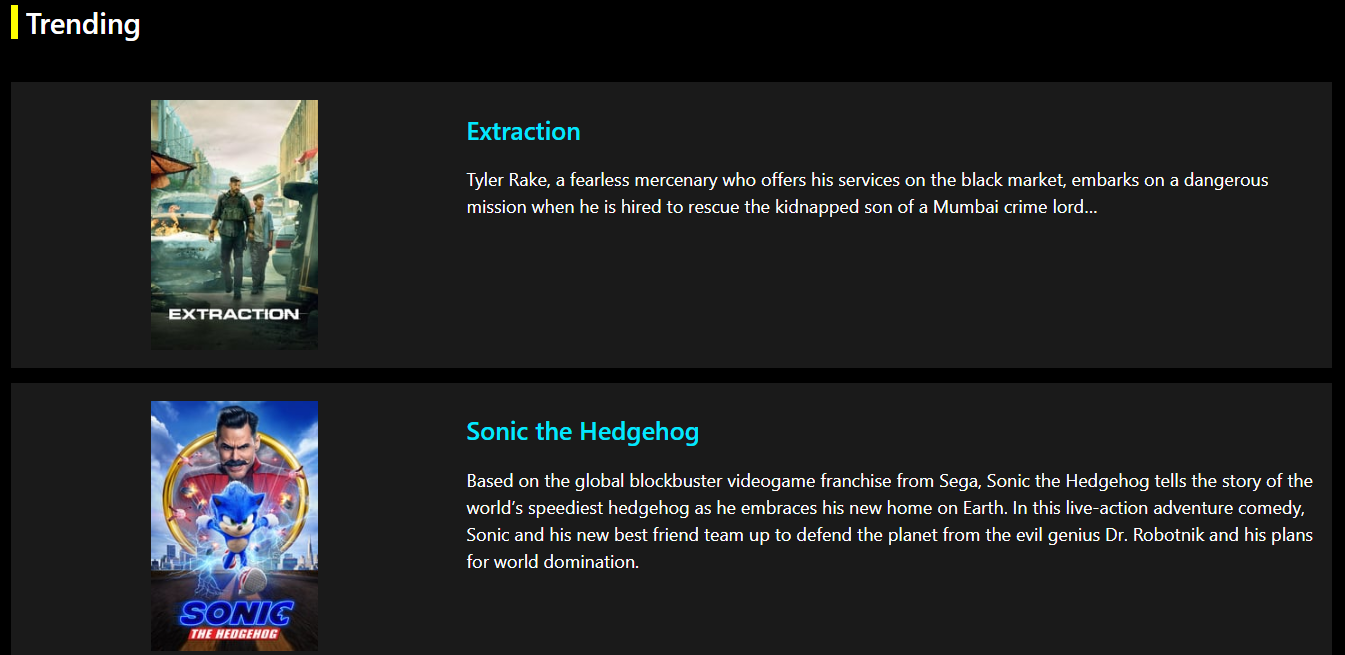 Trending
EXTRACTION
Extraction
Tyler Rake, a fearless mercenary who offers his services on the black market, embarks on a dangerous
mission when he is hired to rescue the kidnapped son of a Mumbai crime lord...
SONIC
THE HEDGEHOG
Sonic the Hedgehog
Based on the global blockbuster videogame franchise from Sega, Sonic the Hedgehog tells the story of the
world’s speediest hedgehog as he embraces his new home on Earth. In this live-action adventure comedy,
Sonic and his new best friend team up to defend the planet from the evil genius Dr. Robotnik and his plans
for world domination.